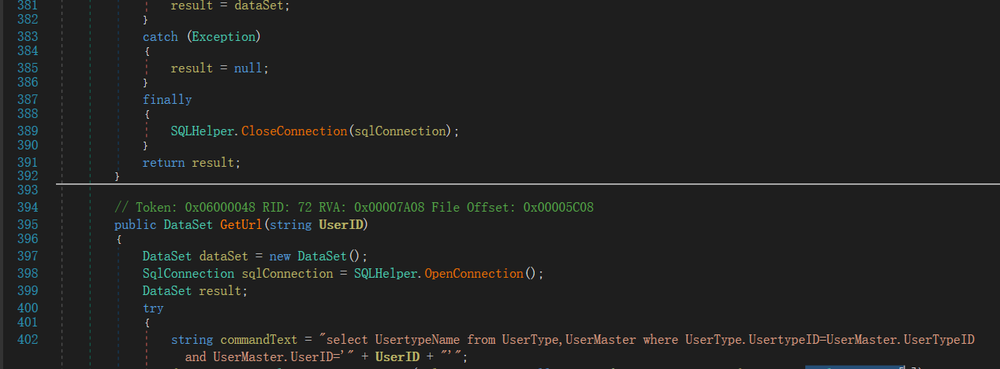 381 result = dataSet;
382 }
383 catch (Exception)
384 {
385 result = null;
386 }
387 finally
388 {
389 SQLHelper.CloseConnection(sqlConnection);
390 }
391 return result;
392 }
393
394 // Token: 0x06000048 RID: 72 RVA: 0x00007A08 File Offset: 0x00005C08
395 public DataSet GetUrl(string UserID)
396 {
397 DataSet dataSet = new DataSet();
398 SqlConnection sqlConnection = SQLHelper.OpenConnection();
399 DataSet result;
400 try
401 {
402 string commandText = "select UsertypeName from UserType,UserMaster where UserType.UsertypeID=UserMaster.UserTypeID
and UserMaster.UserID='" + UserID + "'";